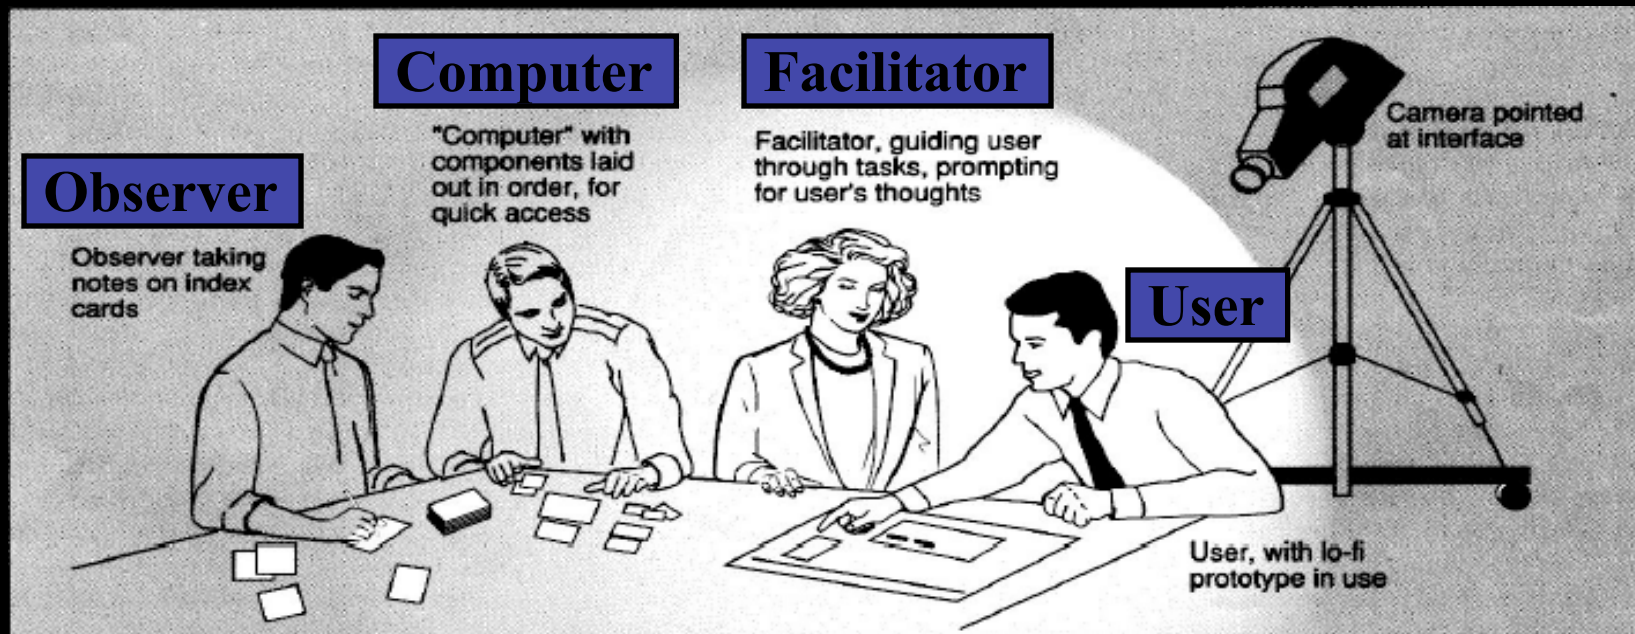 Observer
Observer taking
notes on index
cards
Computer
"Computer" with
components laid
out in order, for
quick access
Facilitator
Facilitator, guiding user
through tasks, prompting
for user's thoughts
User
User, with lo-fi
prototype in use
Camera pointed
at interface